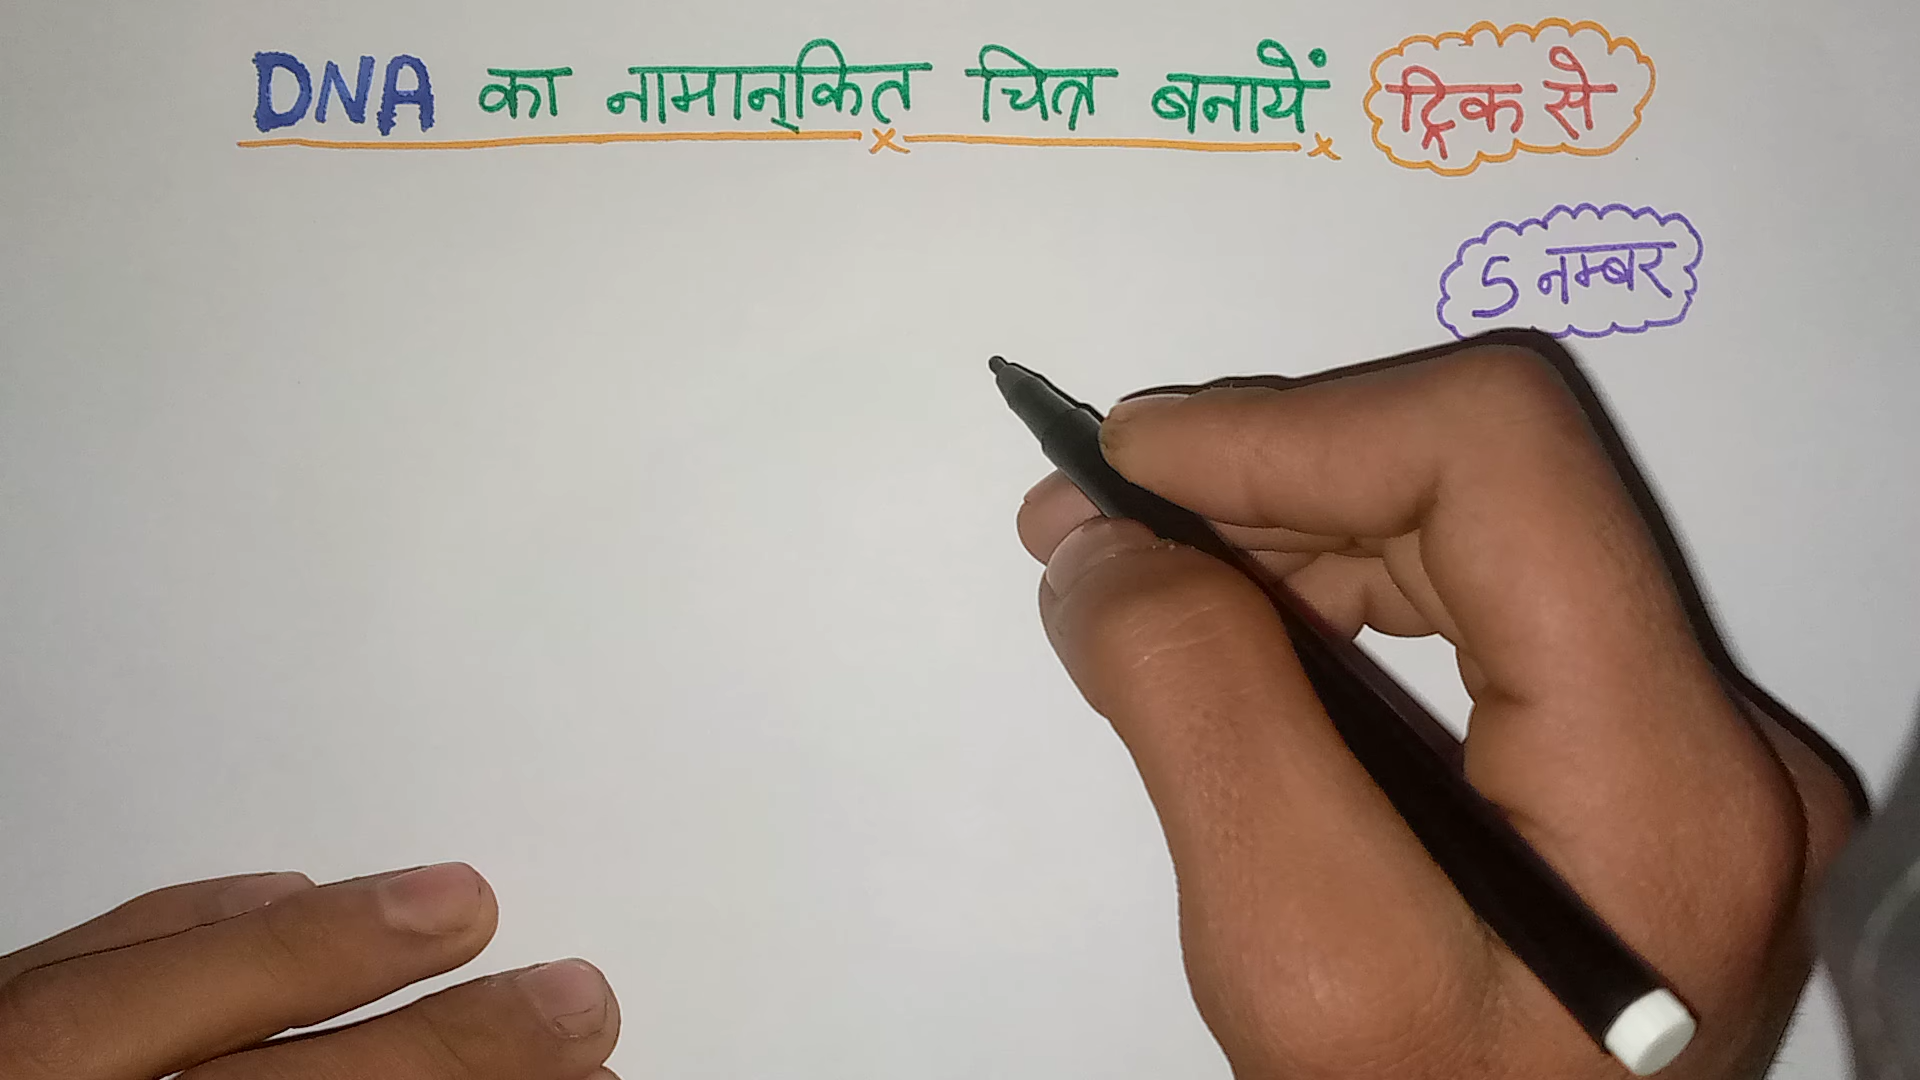 DNA का नामान्कित चित्र बनायें ट्रिक से
5 नम्बर